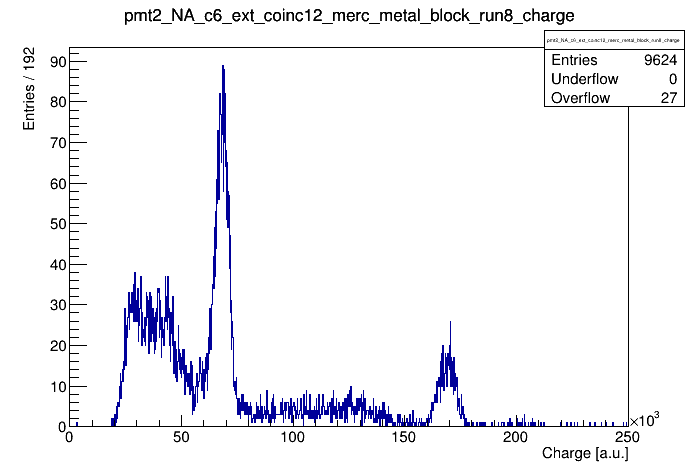 pmt2_NA_c6_ext_coinc12_merc_metal_block_run8_charge
pmt2_NA_c6_ext_coinc12_merc_metal_block_run8_charge
Entries 9624
Underflow 0
Overflow 27
Entries / 192
90
80
70
60
50
40
30
20
10
0
0 50 100 150 200 250
×10³
Charge [a.u.]